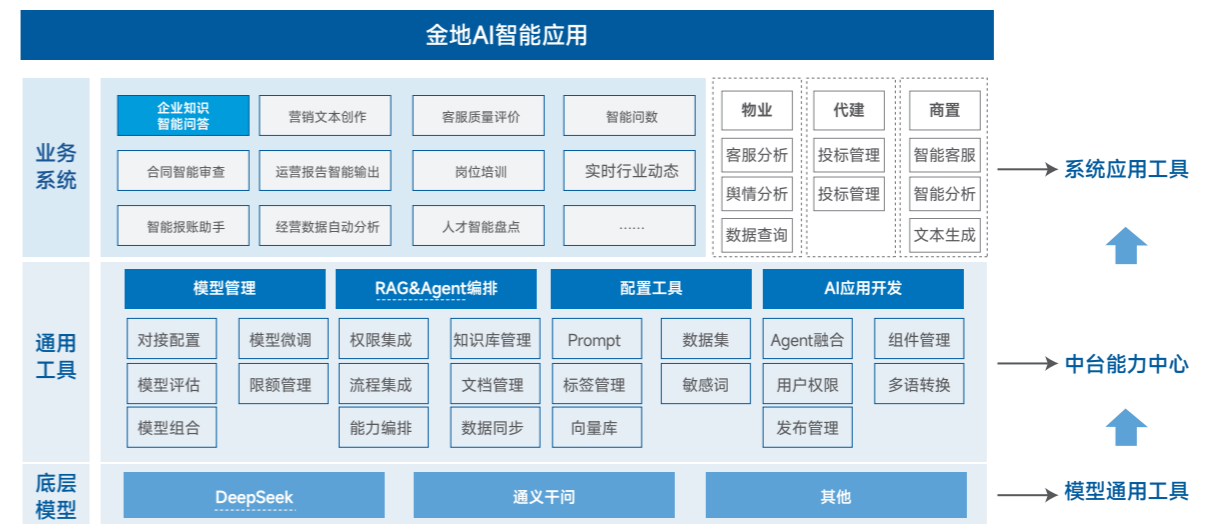 金地AI智能应用
业务
系统
企业知识
智能问答
营销文本创作
客服质量评价
智能问数
合同智能审查
运营报告智能输出
岗位培训
实时行业动态
智能报账助手
经营数据自动分析
人才智能盘点
......
物业
客服分析
舆情分析
数据查询
代建
投标管理
投标管理
商置
智能客服
智能分析
文本生成
系统应用工具
通用
工具
模型管理
对接配置
模型微调
模型评估
限额管理
模型组合
RAG&Agent编排
权限集成
知识库管理
流程集成
文档管理
能力编排
数据同步
配置工具
Prompt
数据集
标签管理
敏感词
向量库
AI应用开发
Agent融合
组件管理
用户权限
多语转换
发布管理
中台能力中心
底层
模型
DeepSeek
通义干问
其他
模型通用工具